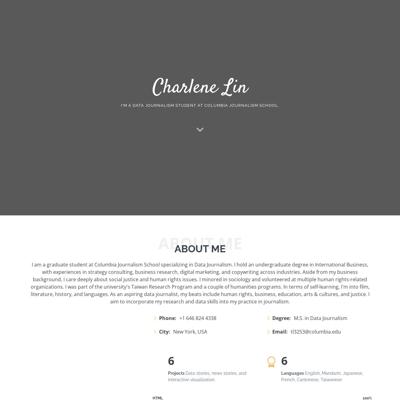 Charlene Lin
I'M A DATA JOURNALISM STUDENT AT COLUMBIA JOURNALISM SCHOOL.
ABOUT ME
ABOUT ME
I am a graduate student at Columbia Journalism School specializing in Data Journalism. I hold an undergraduate degree in International Business,
with experiences in strategy consulting, business research, digital marketing, and copywriting across industries. Aside from my business
background, I care deeply about social justice and human rights issues. I minored in sociology and volunteered at multiple human rights-related
organizations. I was part of the university's Taiwan Research Program and a couple of humanities programs. In terms of self-learning, I'm into film,
literature, history, and languages. As an aspiring data journalist, my beats include human rights, business, education, arts & cultures, and justice. I
aim to incorporate my research and data skills into my practice in journalism.
Phone: +1 646 824 4338
Degree: M.S. in Data Journalism
City: New York, USA
Email: tl3253@columbia.edu
6
Projects Data stories, news stories, and
interactive visualization.
6
Languages English, Mandarin, Japanese,
French, Cantonese, Taiwanese
HTML
100%